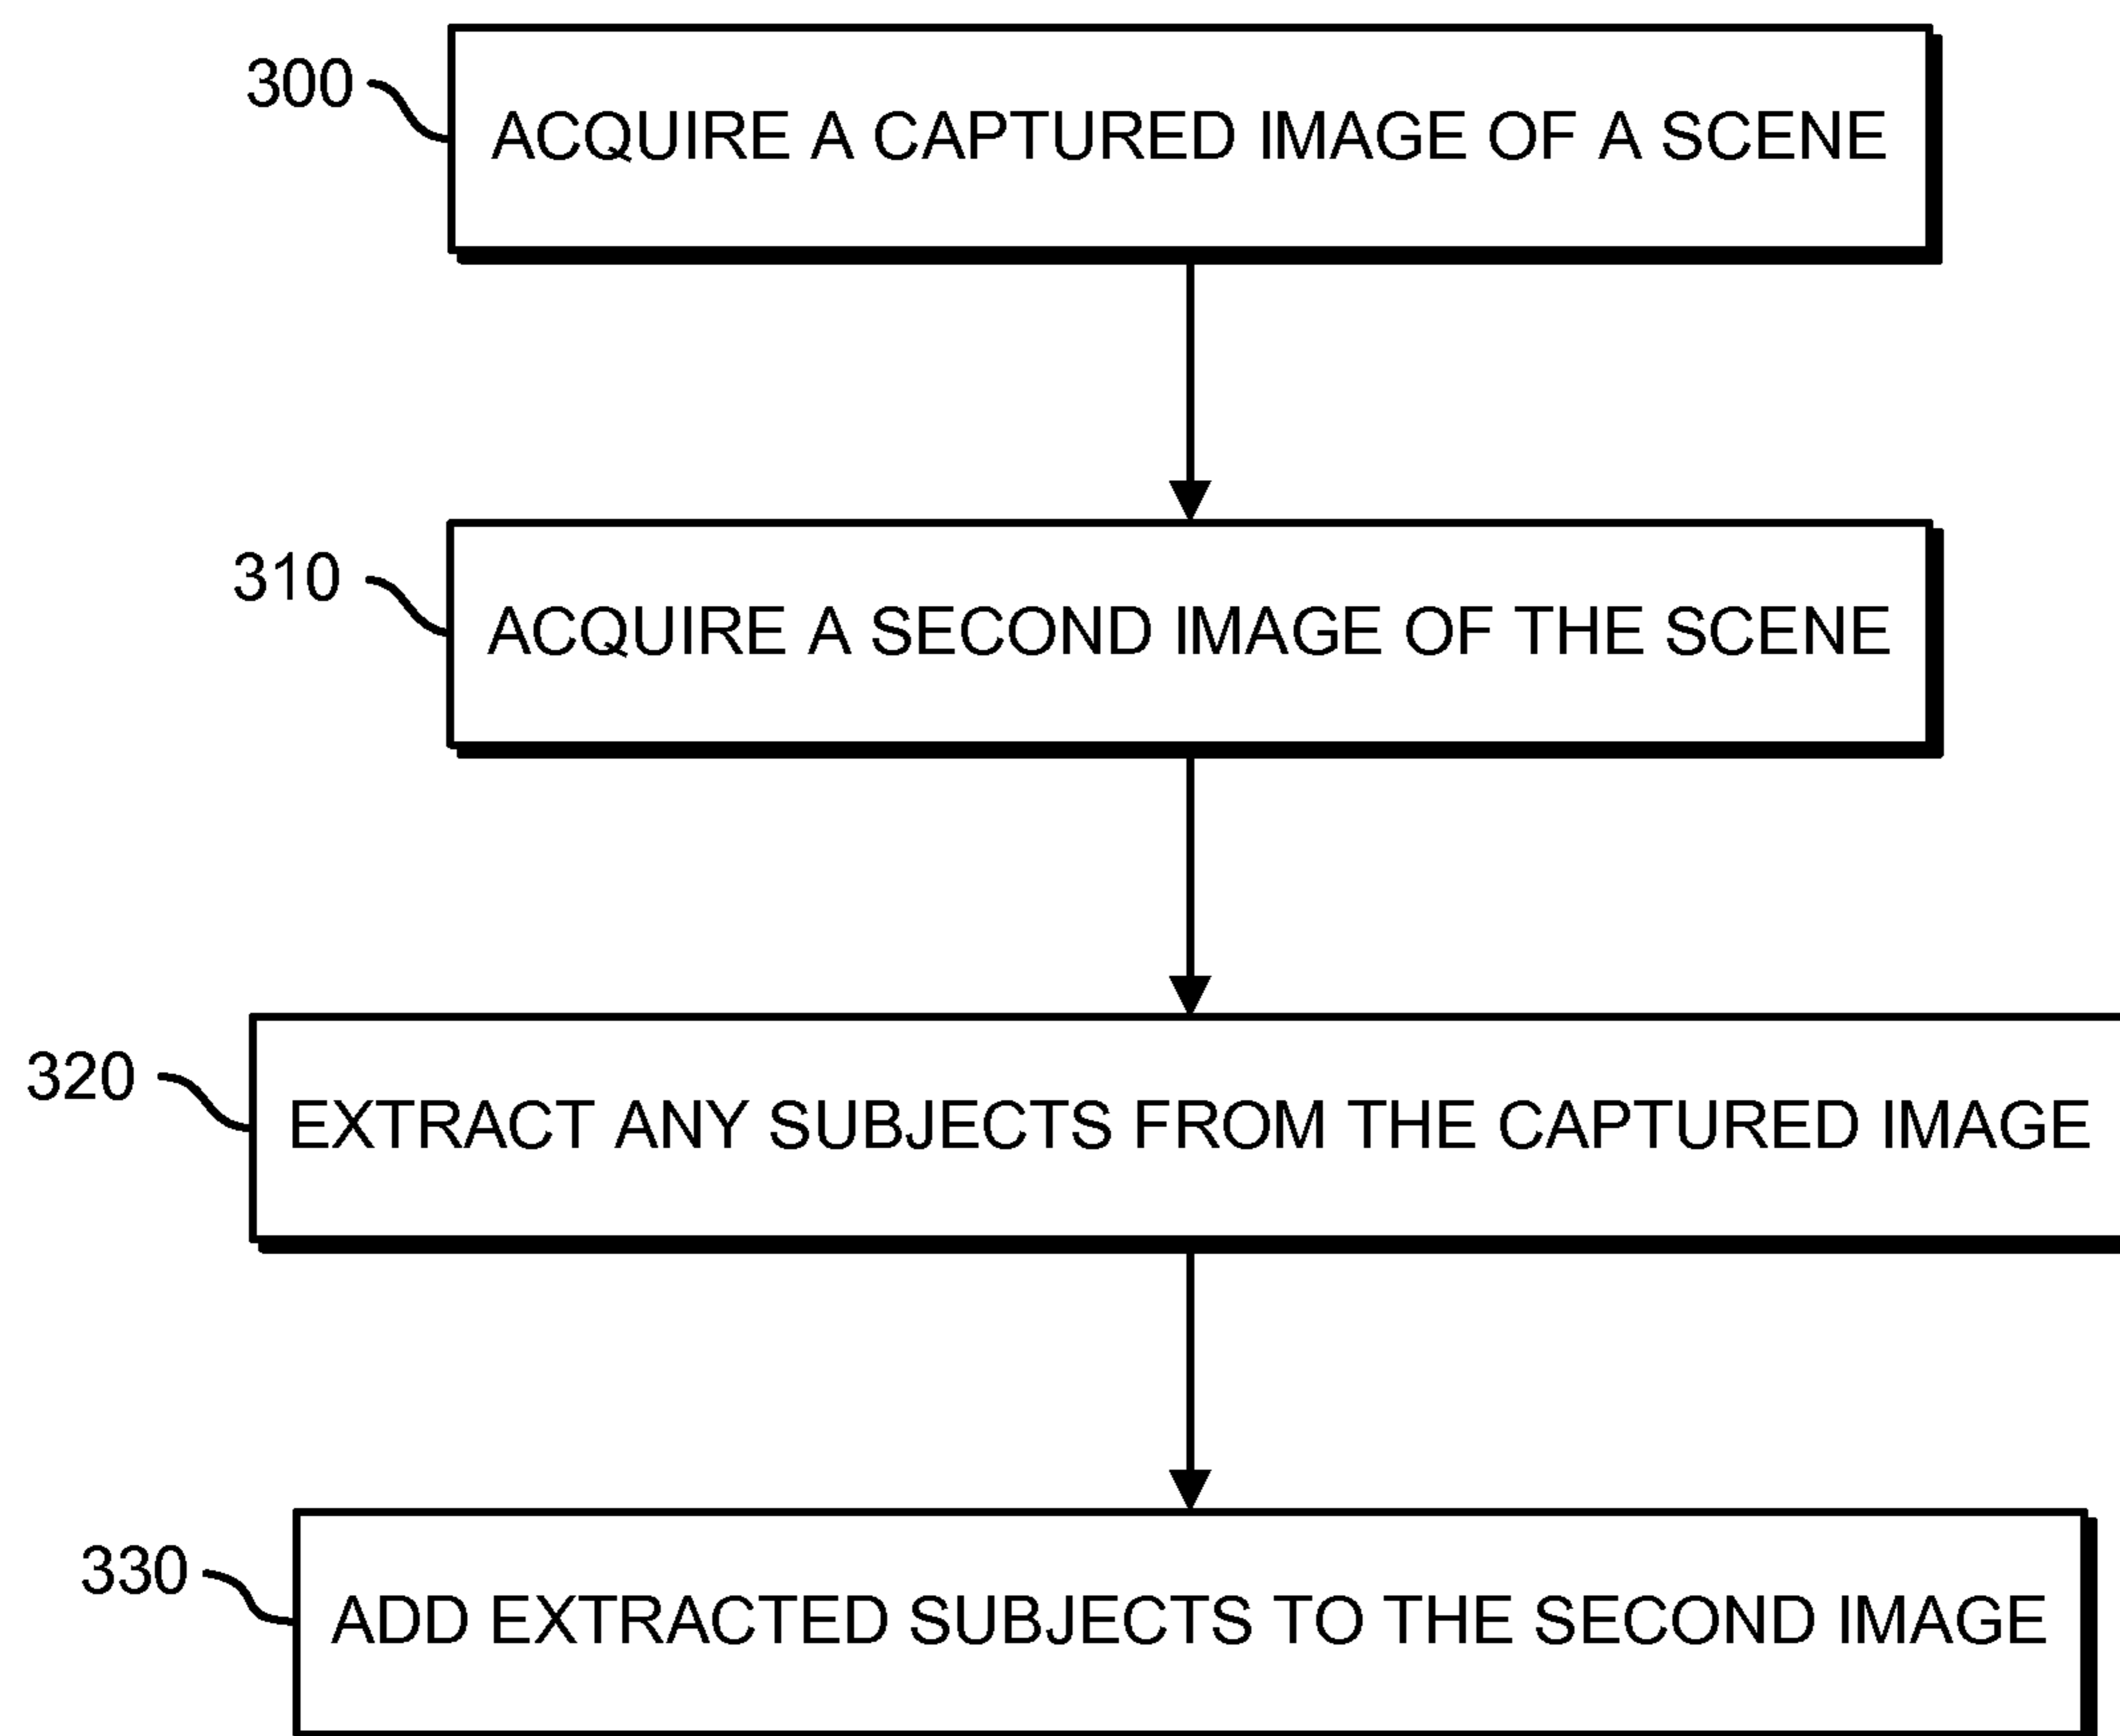 300
ACQUIRE A CAPTURED IMAGE OF A SCENE
310
ACQUIRE A SECOND IMAGE OF THE SCENE
320
EXTRACT ANY SUBJECTS FROM THE CAPTURED IMAGE
330
ADD EXTRACTED SUBJECTS TO THE SECOND IMAGE